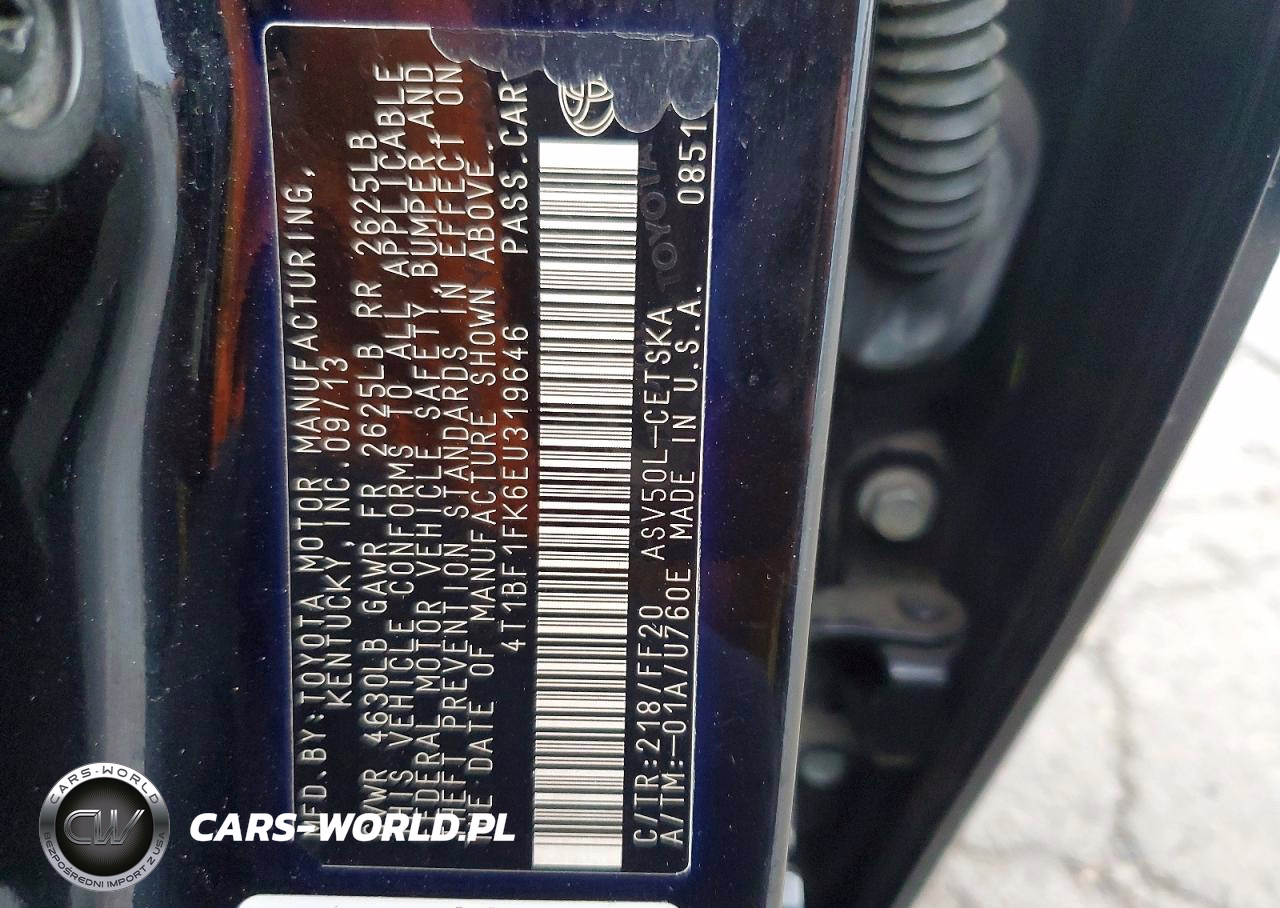 MFD.BY:TOYOTA MOTOR MANUFACTURING,
KENTUCKY,INC.09/13
GVWR 4630LB GAWR FR 2625LB RR 2625LB
THIS VEHICLE CONFORMS TO ALL APPLICABLE
FEDERAL MOTOR VEHICLE SAFETY, BUMPER AND
THEFT PREVENTION STANDARDS IN EFFECT ON
THE DATE OF MANUFACTURE SHOWN ABOVE.
4T1BF1FK6EU319646 PASS.CAR
C/TR:218/FF20 ASV50L-CETSKA TOYOTA
A/TM:-01A/U760E MADE IN U.S.A. 0851
CARS-WORLD
CW
BEZPOŚREDNI IMPORT Z USA
CARS-WORLD.PL